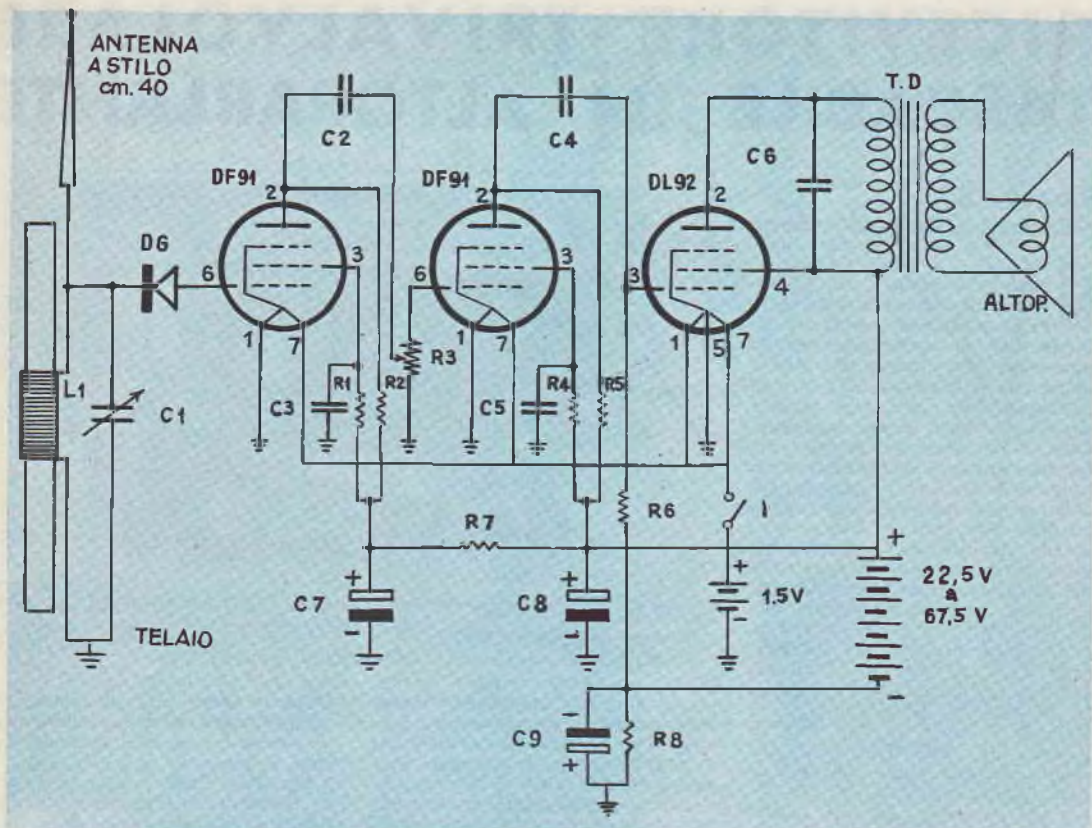 ANTENNA
A STILO
cm. 40
C2
C4
T.D
DF91
DF91
DL92
C6
2
2
2
DG
3
3
6
6
3
4
ALTOP.
1
7
R3
1
7
1
5
7
L1
C1
C3
R1
R2
C5
R4
R5
R6
I
R7
+
+
+
+
22,5 V
a
67,5 V
C7
C8
1.5V
-
-
-
TELAIO
-
-
C9
R8
+